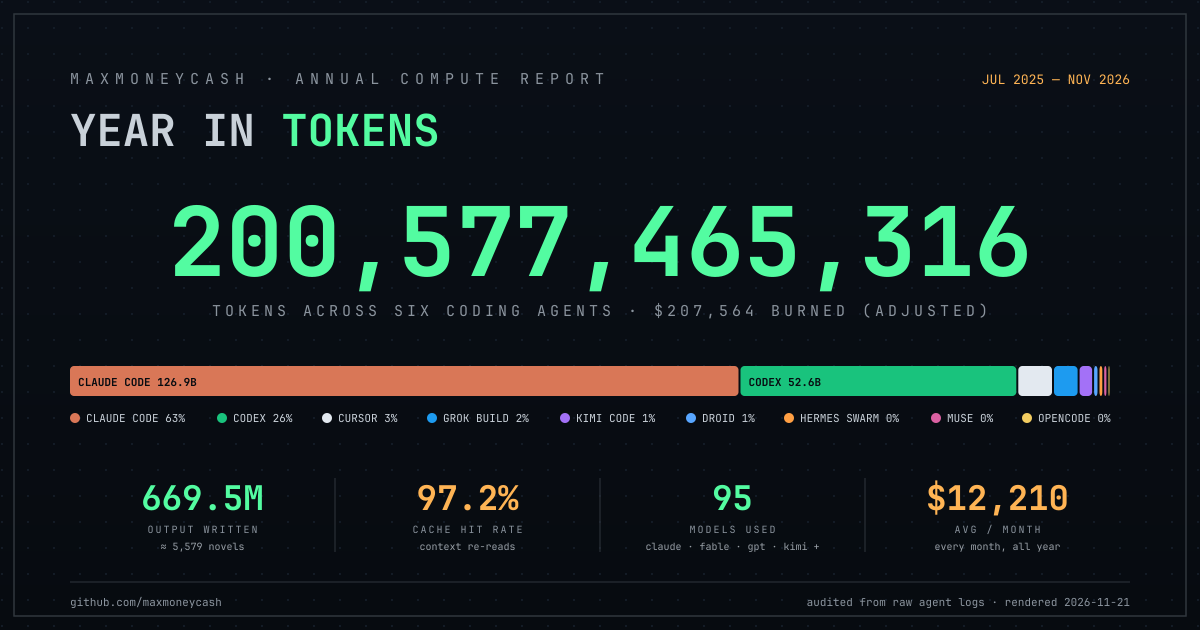 MAXMONEYCASH · ANNUAL COMPUTE REPORT
JUL 2025 — NOV 2026
YEAR IN TOKENS
200,577,465,316
TOKENS ACROSS SIX CODING AGENTS · $207,564 BURNED (ADJUSTED)
CLAUDE CODE 126.9B
CODEX 52.6B
CLAUDE CODE 63% CODEX 26% CURSOR 3% GROK BUILD 2% KIMI CODE 1% DROID 1% HERMES SWARM 0% MUSE 0% OPENCODE 0%
669.5M
OUTPUT WRITTEN
≈ 5,579 novels
97.2%
CACHE HIT RATE
context re-reads
95
MODELS USED
claude · fable · gpt · kimi +
$12,210
AVG / MONTH
every month, all year
github.com/maxmoneycash
audited from raw agent logs · rendered 2026-11-21